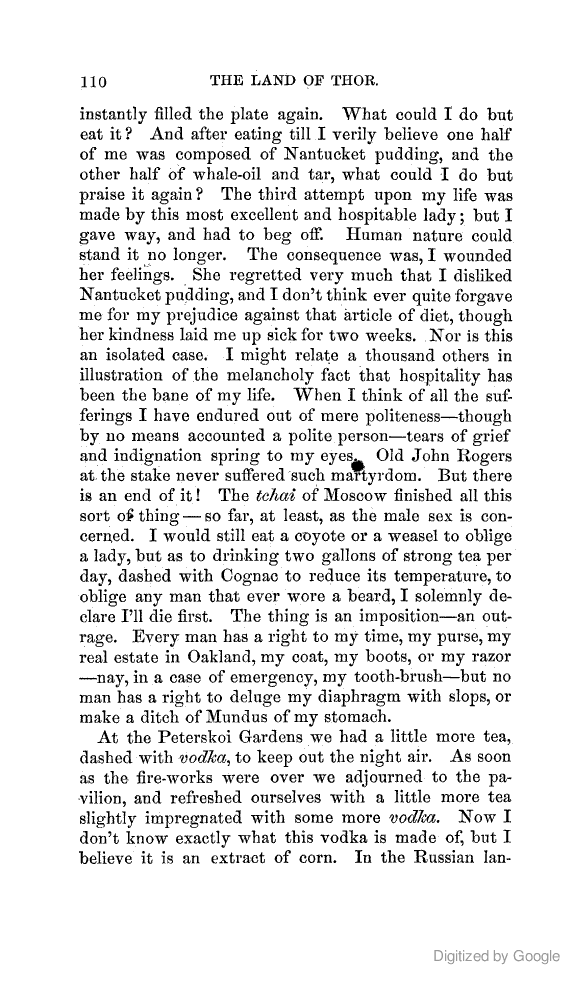 110 THE LAND OF THOR.
instantly filled the plate again. What could I do but
eat it? And after eating till I verily believe one half
of me was composed of Nantucket pudding, and the
other half of whale-oil and tar, what could I do but
praise it again? The third attempt upon my life was
made by this most excellent and hospitable lady; but I
gave way, and had to beg off. Human nature could
stand it no longer. The consequence was, I wounded
her feelings. She regretted very much that I disliked
Nantucket pudding, and I don't think ever quite forgave
me for my prejudice against that article of diet, though
her kindness laid me up sick for two weeks. Nor is this
an isolated case. I might relate a thousand others in
illustration of the melancholy fact that hospitality has
been the bane of my life. When I think of all the suf-
ferings I have endured out of mere politeness—though
by no means accounted a polite person—tears of grief
and indignation spring to my eyes. Old John Rogers
at the stake never suffered such martyrdom. But there
is an end of it! The tchai of Moscow finished all this
sort of thing—so far, at least, as the male sex is con-
cerned. I would still eat a coyote or a weasel to oblige
a lady, but as to drinking two gallons of strong tea per
day, dashed with Cognac to reduce its temperature, to
oblige any man that ever wore a beard, I solemnly de-
clare I'll die first. The thing is an imposition—an out-
rage. Every man has a right to my time, my purse, my
real estate in Oakland, my coat, my boots, or my razor
—nay, in a case of emergency, my tooth-brush—but no
man has a right to deluge my diaphragm with slops, or
make a ditch of Mundus of my stomach.
At the Peterskoi Gardens we had a little more tea,
dashed with vodka, to keep out the night air. As soon
as the fire-works were over we adjourned to the pa-
vilion, and refreshed ourselves with a little more tea
slightly impregnated with some more vodka. Now I
don't know exactly what this vodka is made of, but I
believe it is an extract of corn. In the Russian lan-
Digitized by Google